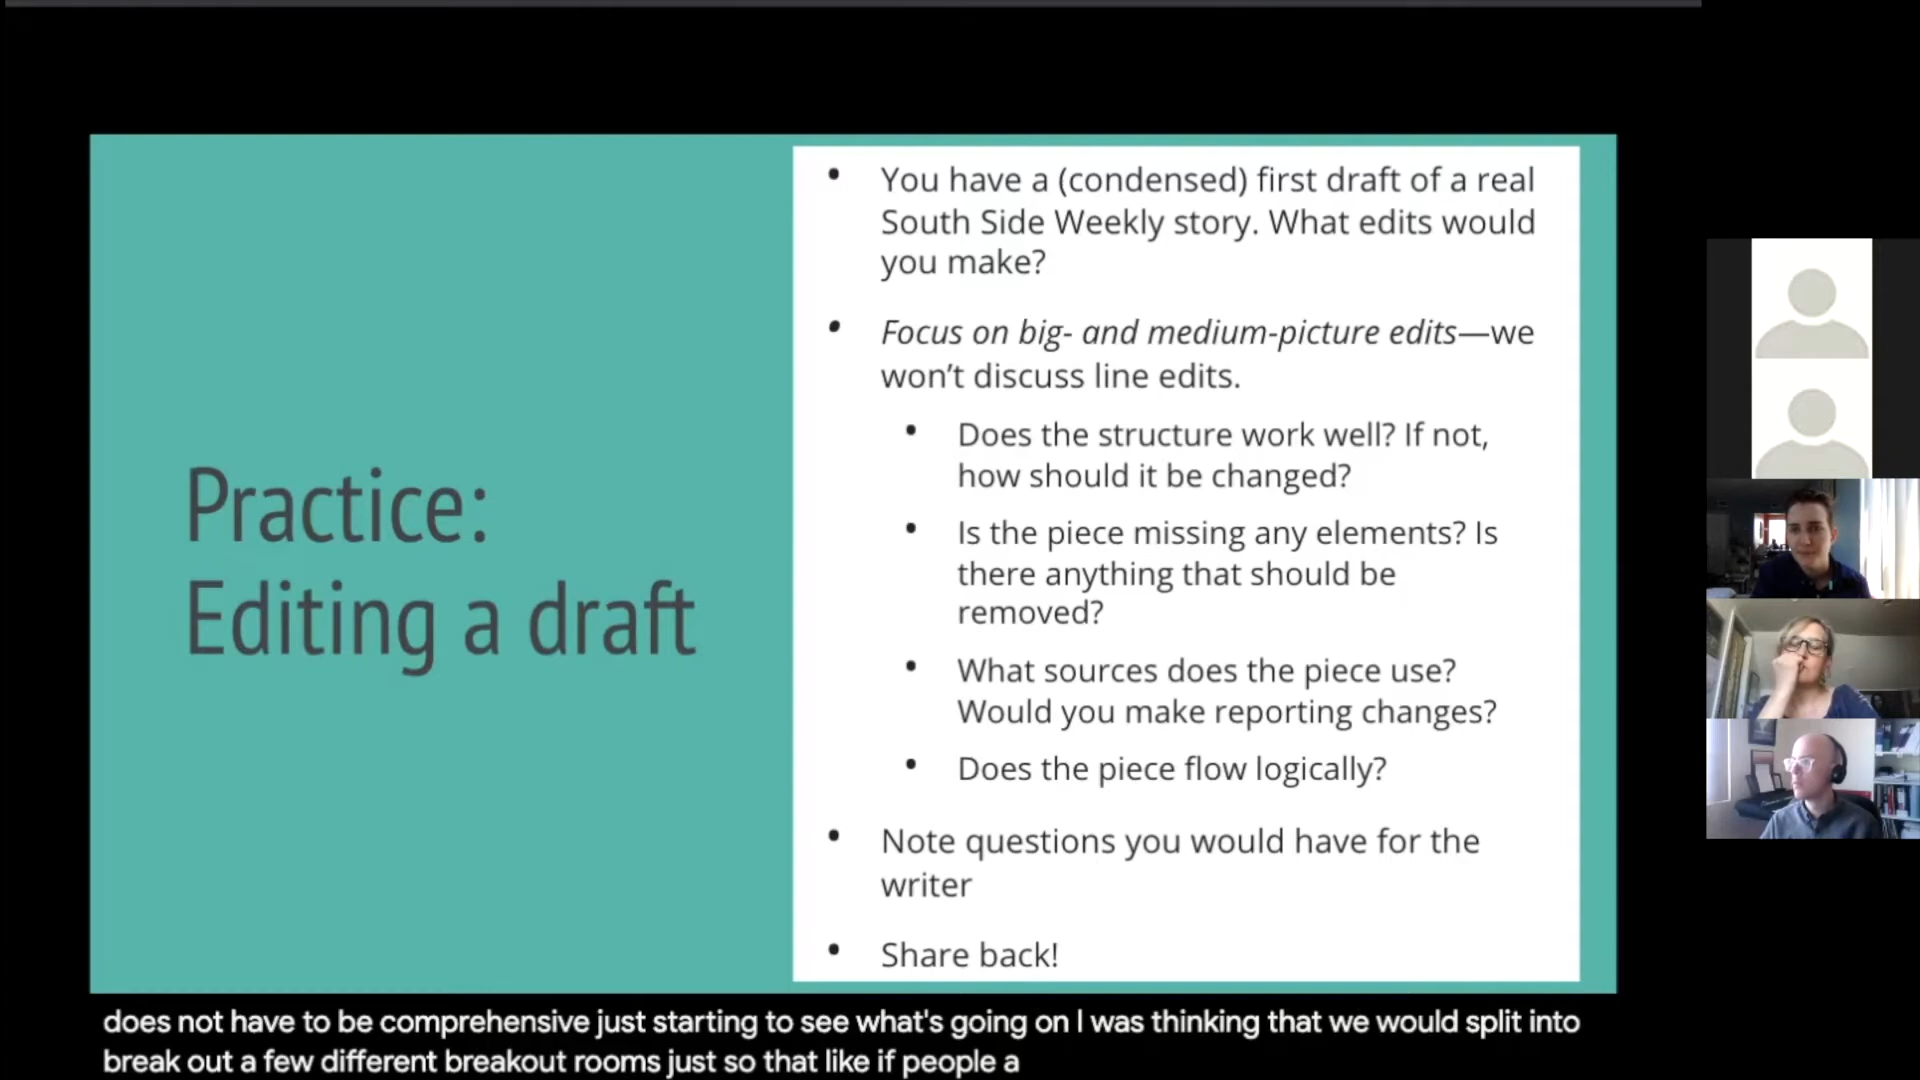 Practice:
Editing a draft
• You have a (condensed) first draft of a real
South Side Weekly story. What edits would
you make?
• Focus on big- and medium-picture edits—we
won’t discuss line edits.
• Does the structure work well? If not,
how should it be changed?
• Is the piece missing any elements? Is
there anything that should be
removed?
• What sources does the piece use?
Would you make reporting changes?
• Does the piece flow logically?
• Note questions you would have for the
writer
• Share back!
does not have to be comprehensive just starting to see what's going on I was thinking that we would split into
break out a few different breakout rooms just so that like if people a